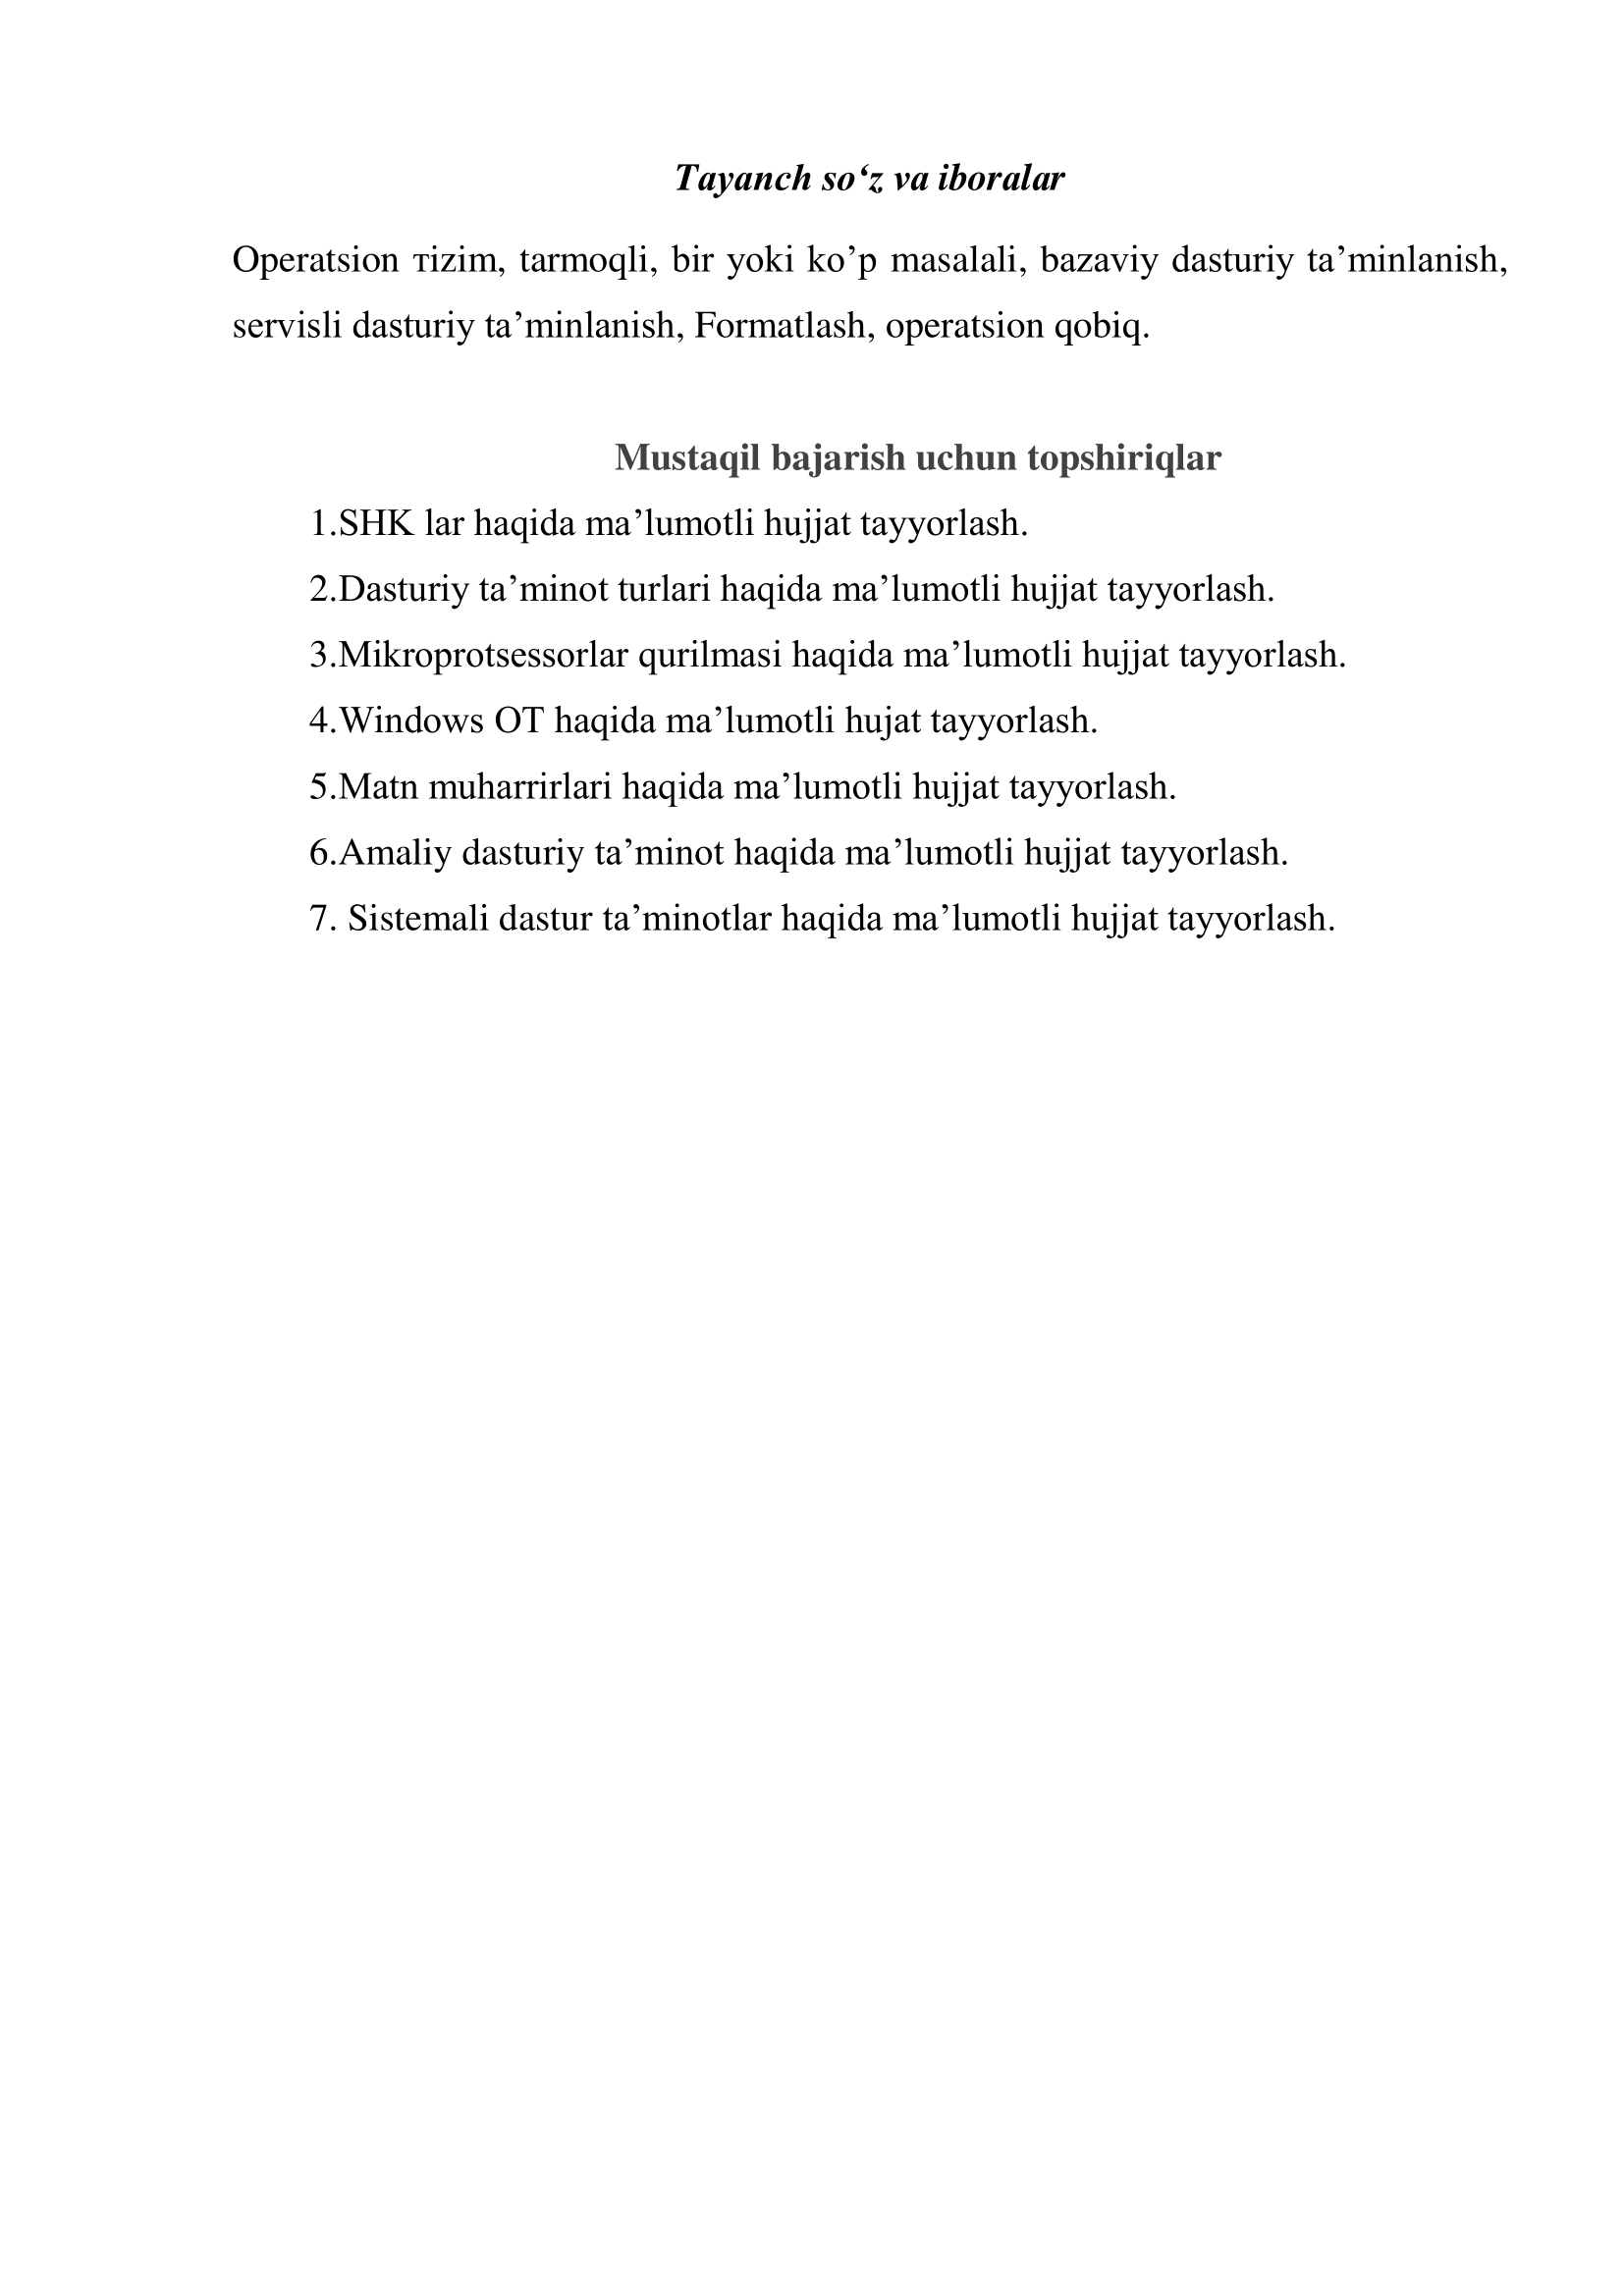 Tayanch so‘z va iboralar
Operatsion тizim, tarmoqli, bir yoki ko’p masalali, bazaviy dasturiy ta’minlanish,
servisli dasturiy ta’minlanish, Formatlash, operatsion qobiq.
Mustaqil bajarish uchun topshiriqlar
1.SHK lar haqida ma’lumotli hujjat tayyorlash.
2.Dasturiy ta’minot turlari haqida ma’lumotli hujjat tayyorlash.
3.Mikroprotsessorlar qurilmasi haqida ma’lumotli hujjat tayyorlash.
4.Windows OT haqida ma’lumotli hujat tayyorlash.
5.Matn muharrirlari haqida ma’lumotli hujjat tayyorlash.
6.Amaliy dasturiy ta’minot haqida ma’lumotli hujjat tayyorlash.
7. Sistemali dastur ta’minotlar haqida ma’lumotli hujjat tayyorlash.